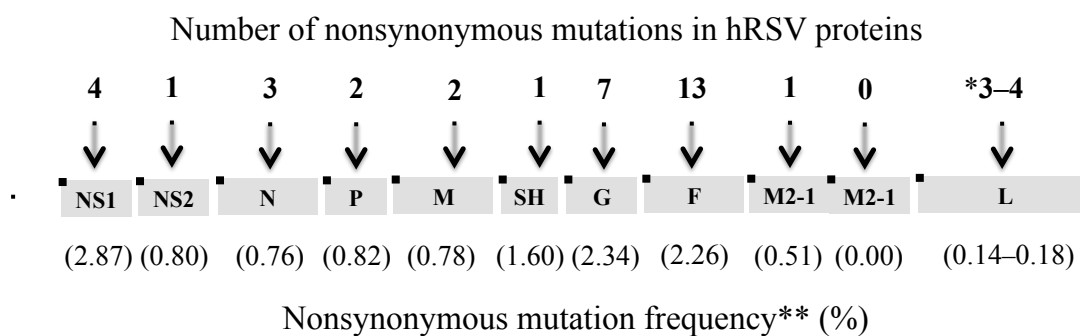 Number of nonsynonymous mutations in hRSV proteins
4 1 3 2 2 1 7 13 1 0 *3–4
NS1 NS2 N P M SH G F M2-1 M2-1 L
(2.87) (0.80) (0.76) (0.82) (0.78) (1.60) (2.34) (2.26) (0.51) (0.00) (0.14–0.18)
Nonsynonymous mutation frequency** (%)